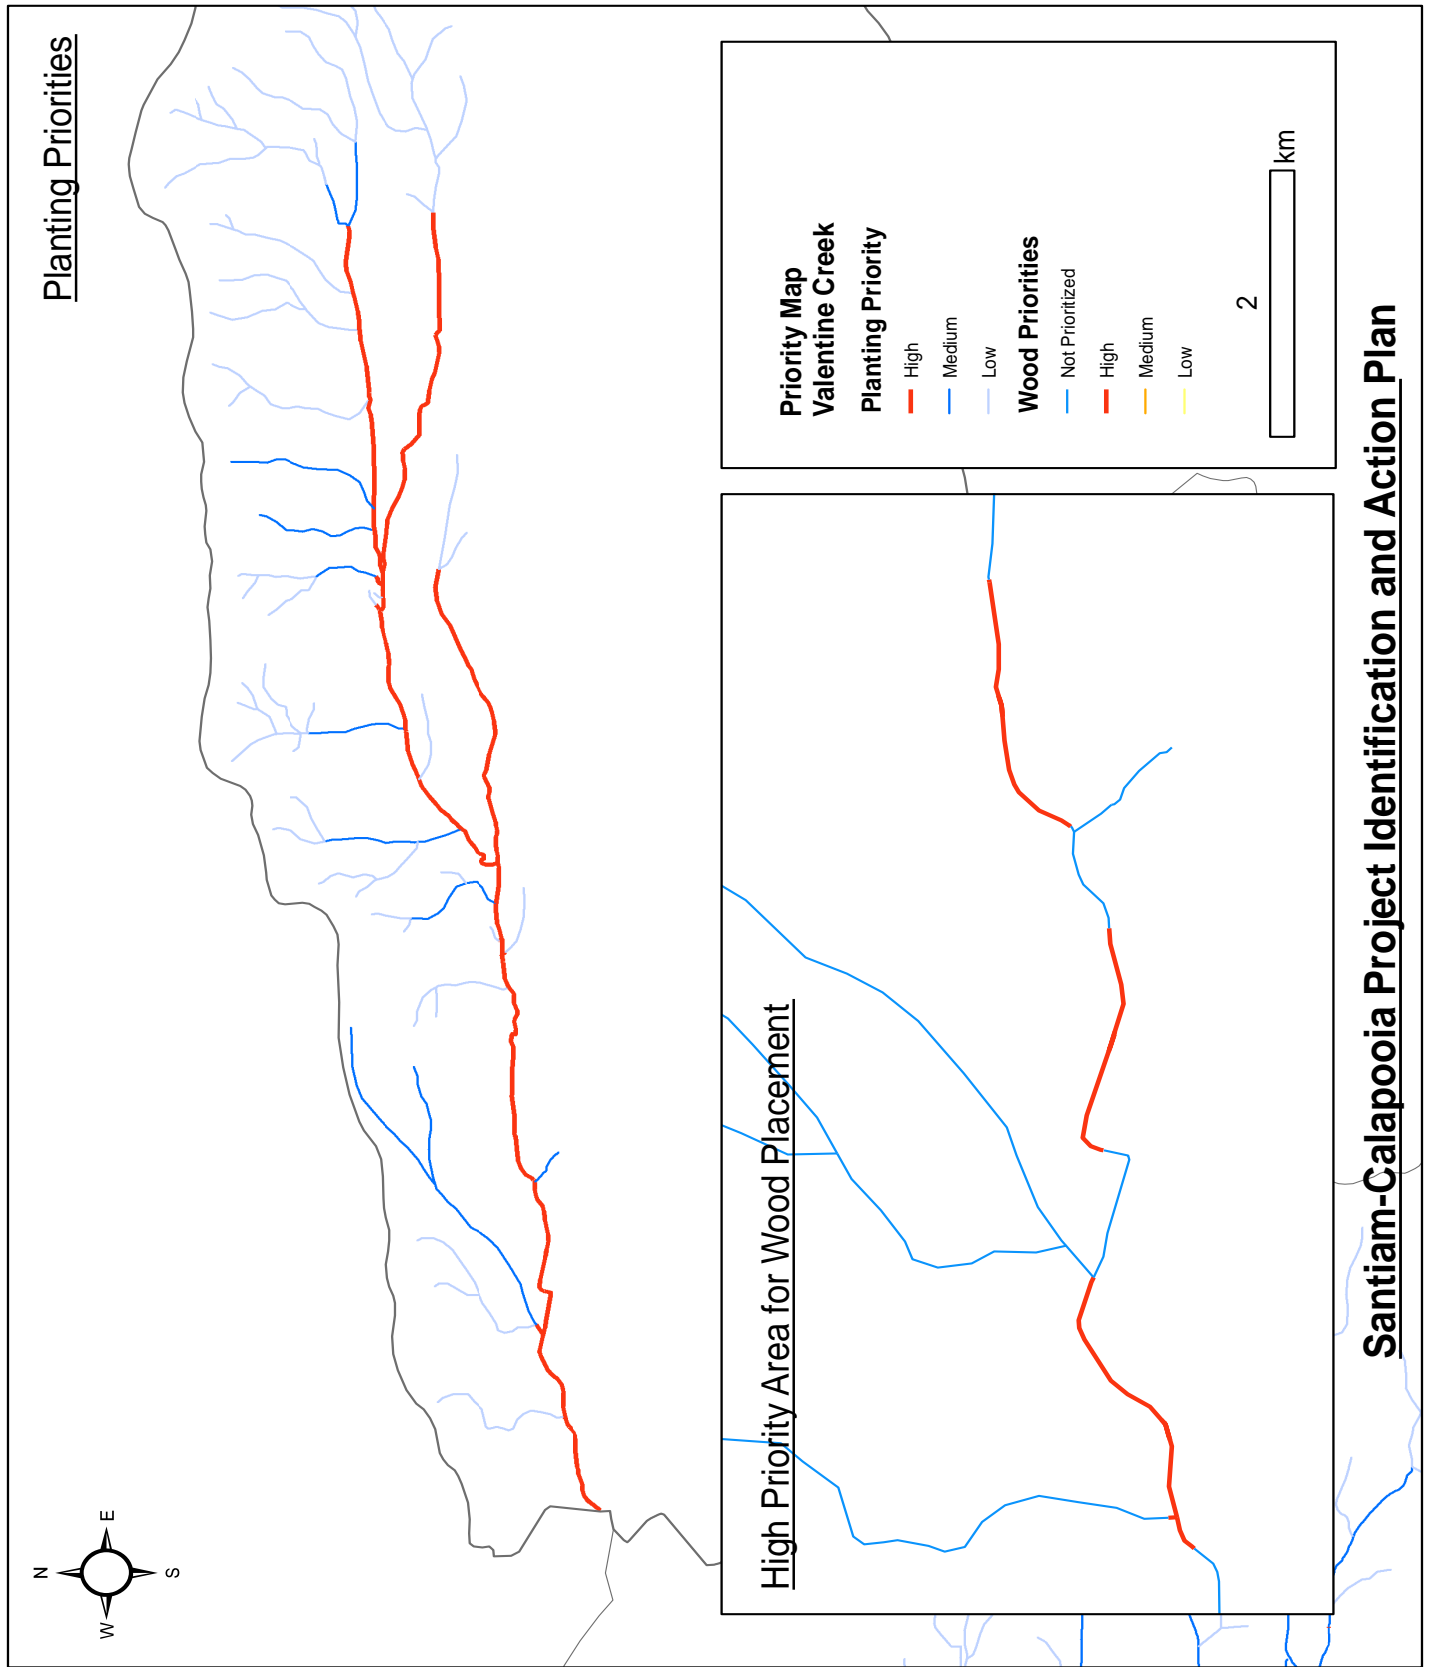 Planting Priorities
N
W
E
S
High Priority Area for Wood Placement
Priority Map
Valentine Creek
Planting Priority
High
Medium
Low
Wood Priorities
Not Prioritized
High
Medium
Low
2
km
Santiam-Calapooia Project Identification and Action Plan